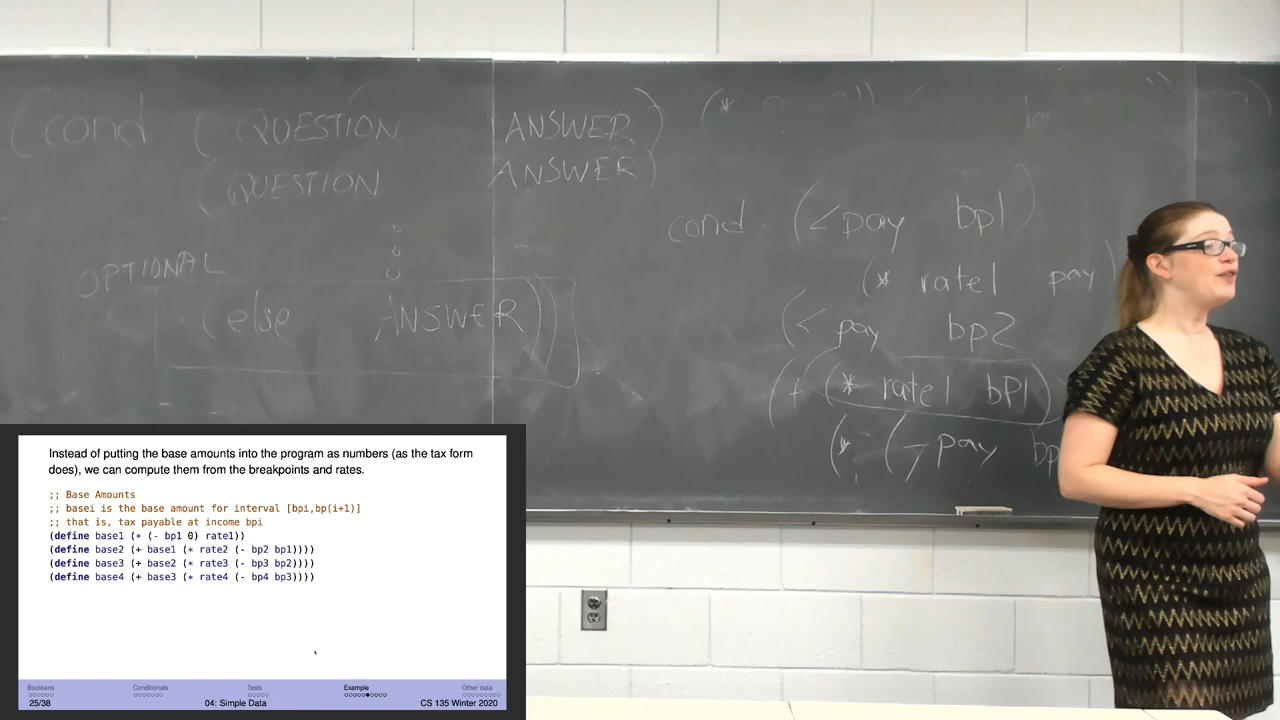 (cond (QUESTION ANSWER)
(QUESTION ANSWER)
OPTIONAL
(else ANSWER))
(*
cond (<pay bp1)
(* rate1 pay)
(< pay bp2
(+ (* rate1 bp1)
(* (- pay bp
Instead of putting the base amounts into the program as numbers (as the tax form
does), we can compute them from the breakpoints and rates.
;; Base Amounts
;; basei is the base amount for interval [bpi,bp(i+1)]
;; that is, tax payable at income bpi
(define base1 (* (- bp1 0) rate1))
(define base2 (+ base1 (* rate2 (- bp2 bp1))))
(define base3 (+ base2 (* rate3 (- bp3 bp2))))
(define base4 (+ base3 (* rate4 (- bp4 bp3))))
Booleans Conditionals Tests Example Other data
25/38 04: Simple Data CS 135 Winter 2020